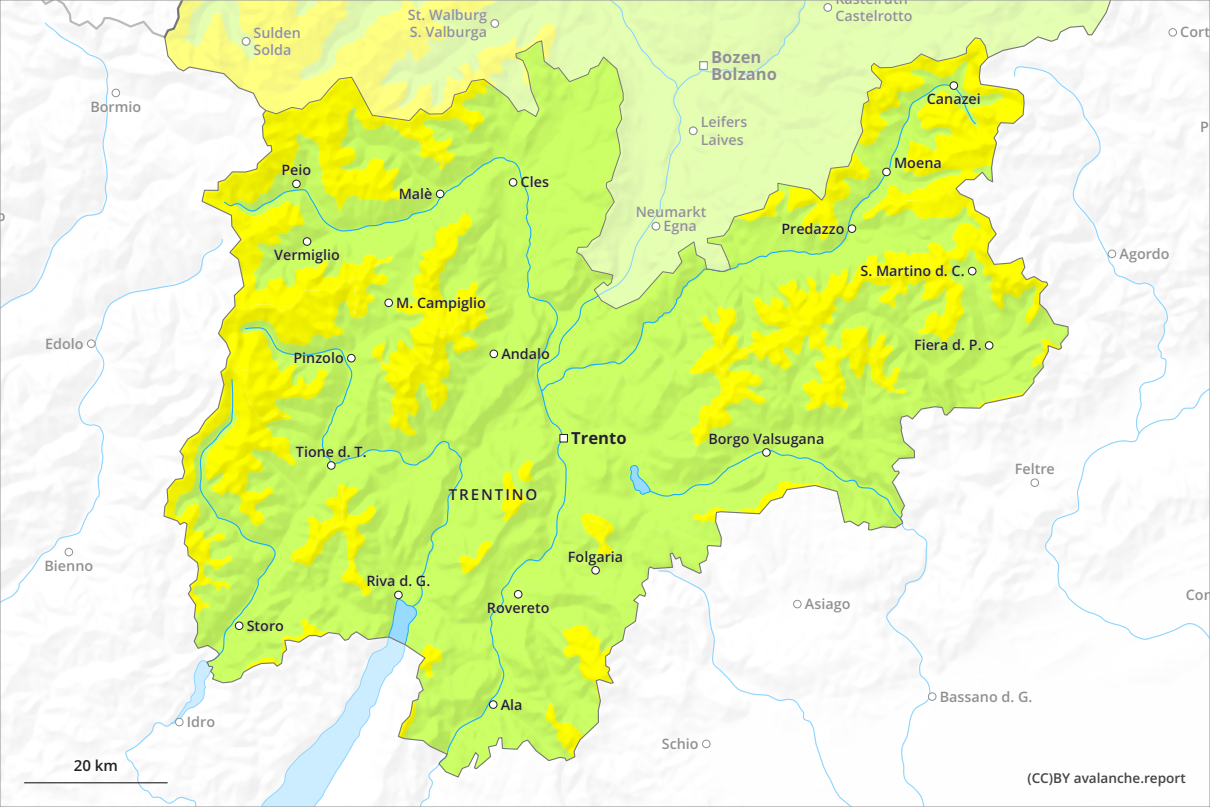 Kastelruth
Castelrotto
St. Walburg
S. Valburga
Sulden
Solda
Cort
Bozen
Bolzano
Bormio
Canazei
Leifers
Laives
Moena
Peio
Malè
Cles
Neumarkt
Egna
Predazzo
Vermiglio
Agordo
S. Martino d. C.
M. Campiglio
Edolo
Pinzolo
Andalo
Fiera d. P.
Trento
Borgo Valsugana
Tione d. T.
Feltre
TRENTINO
Bienno
Folgaria
Riva d. G.
Rovereto
Asiago
Cor
Storo
Bassano d. G.
Ala
Idro
Schio
20 km
(CC)BY avalanche.report